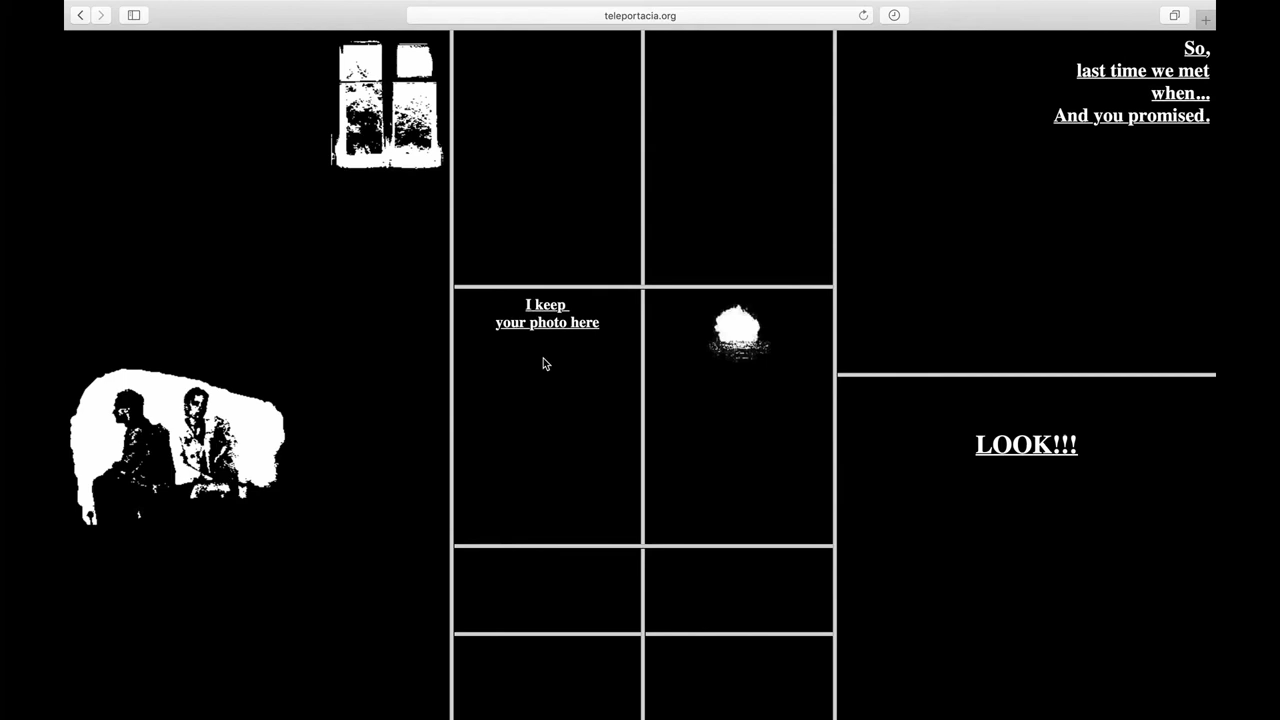 teleportacia.org
So,
last time we met
when...
And you promised.
I keep
your photo here
LOOK!!!